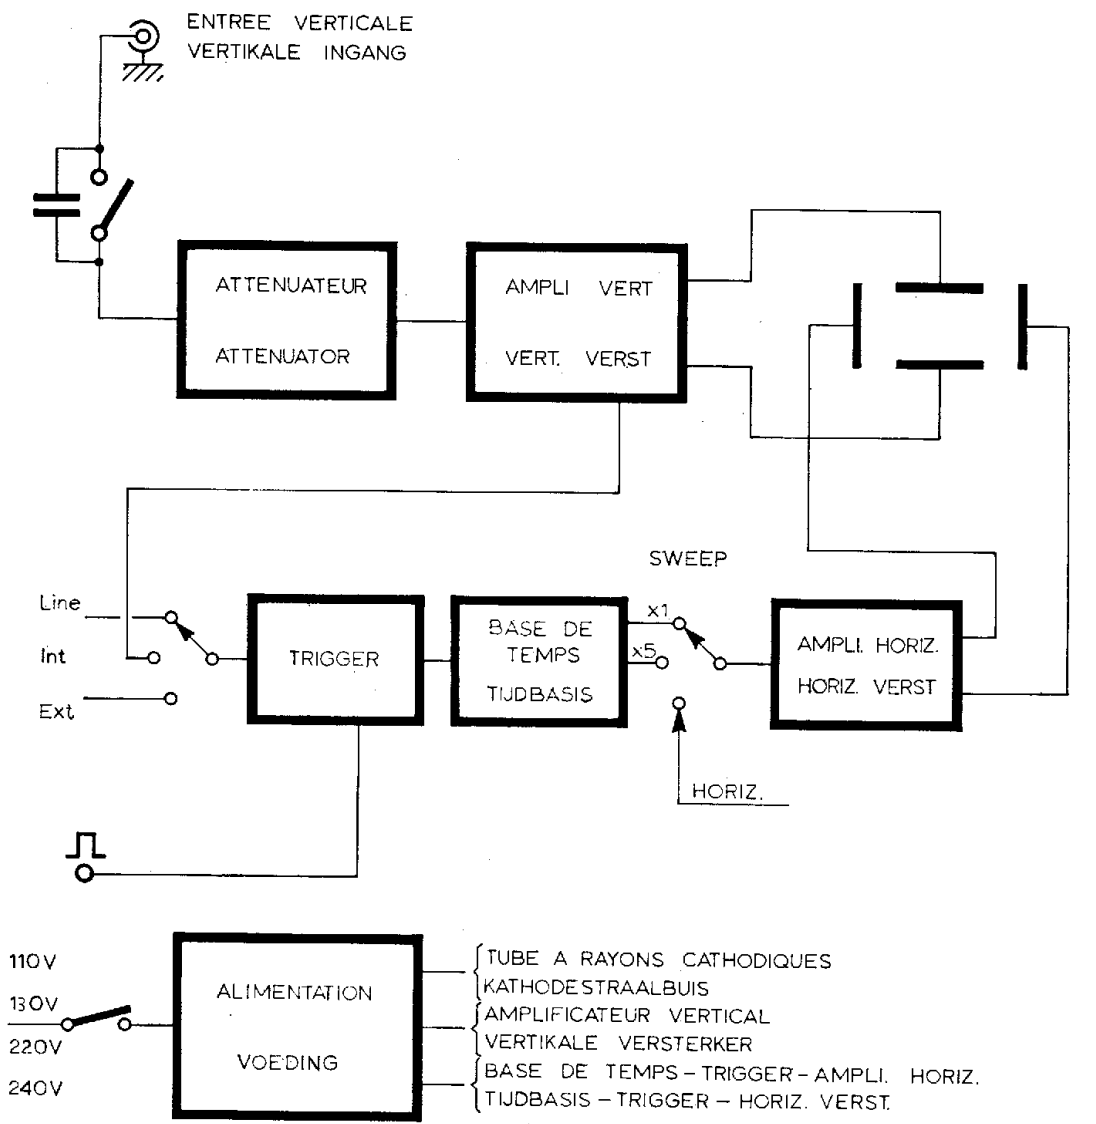 ENTREE VERTICALE
VERTIKALE INGANG
ATTENUATEUR
ATTENUATOR
AMPLI VERT
VERT. VERST
SWEEP
Line
Int
Ext
TRIGGER
BASE DE
TEMPS
TIJDBASIS
x1
x5
AMPLI. HORIZ.
HORIZ. VERST
HORIZ.
110V
130V
220V
240V
ALIMENTATION
VOEDING
TUBE A RAYONS CATHODIQUES
KATHODESTRAALBUIS
AMPLIFICATEUR VERTICAL
VERTIKALE VERSTERKER
BASE DE TEMPS – TRIGGER – AMPLI. HORIZ.
TIJDBASIS – TRIGGER – HORIZ. VERST.